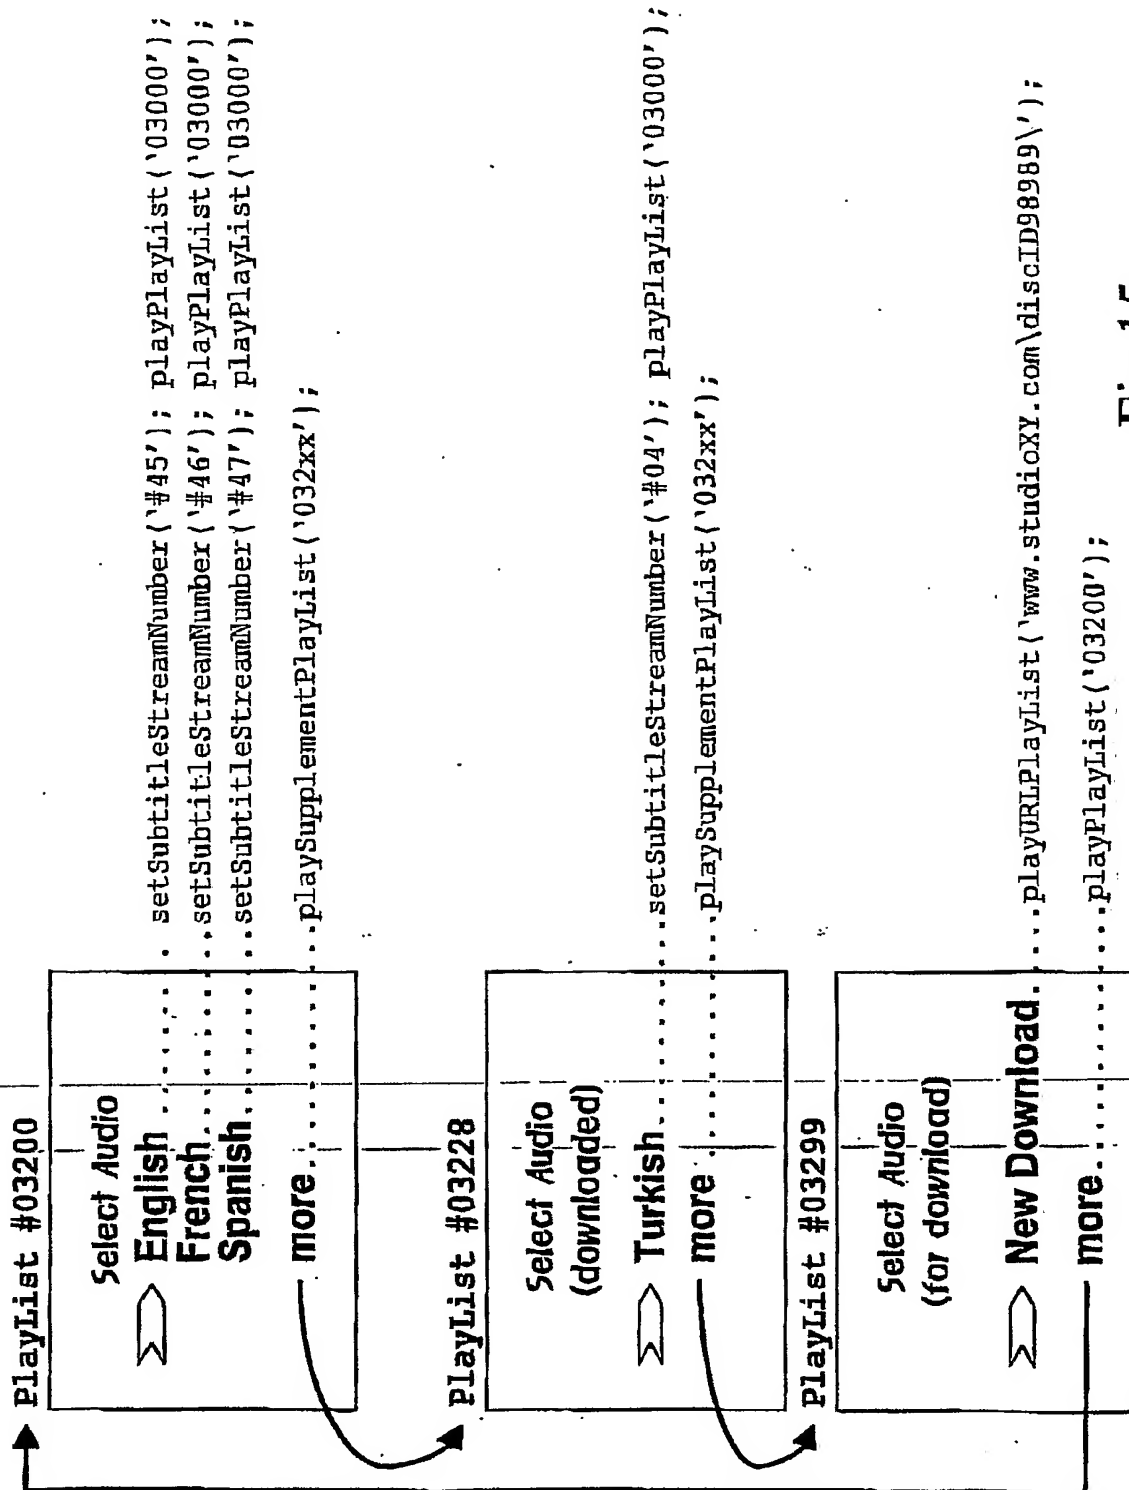 PlayList #03200
Select Audio
English ........ setSubtitleStreamNumber('#45'); playPlayList('03000');
French........setSubtitleStreamNumber('#46'); playPlayList('03000');
Spanish........setSubtitleStreamNumber('#47'); playPlayList('03000');
more............playSupplementPlayList('032xx');
PlayList #03228
Select Audio
(downloaded)
Turkish..........setSubtitleStreamNumber('#04'); playPlayList('03000');
more............playSupplementPlayList('032xx');
PlayList #03299
Select Audio
(for download)
New Download.....playURLPlayList('www.studioXY.com\discID98989\');
more............playPlayList('03200');